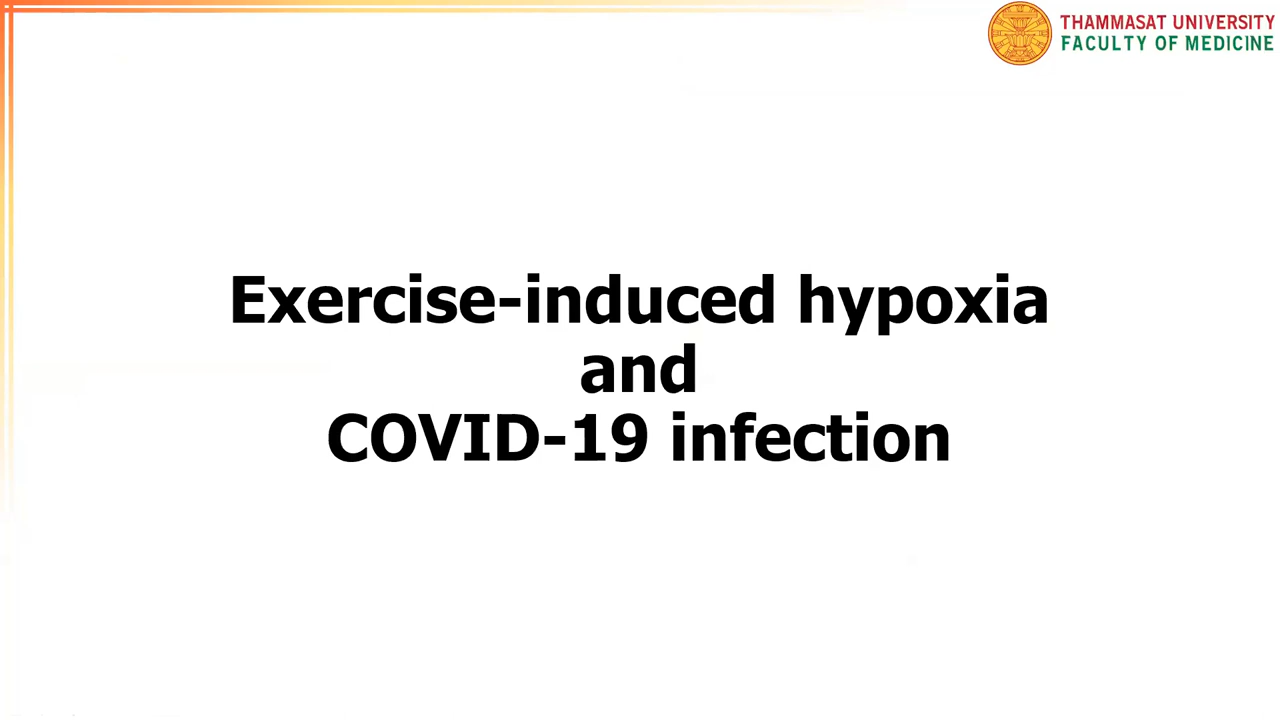 THAMMASAT UNIVERSITY
FACULTY OF MEDICINE
Exercise-induced hypoxia
and
COVID-19 infection